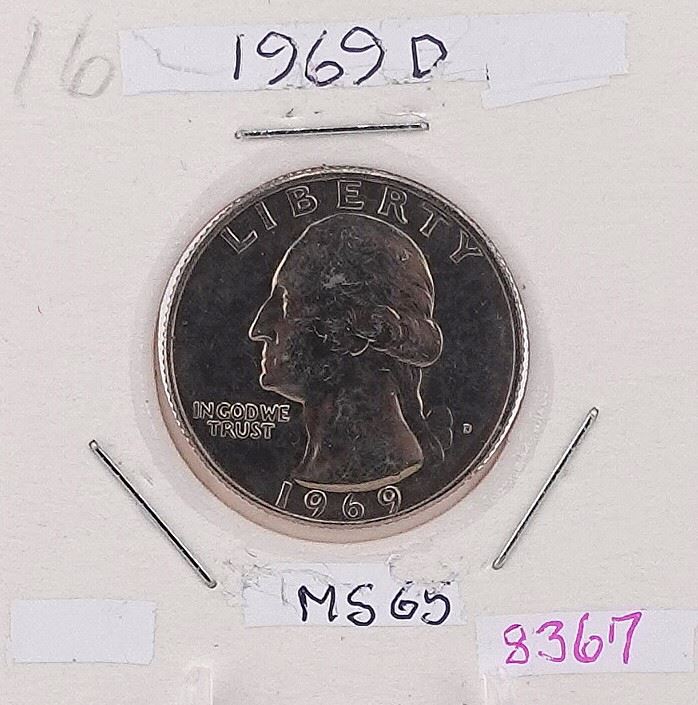 16
1969 D
LIBERTY
IN GOD WE
TRUST
D
1969
MS65
8367